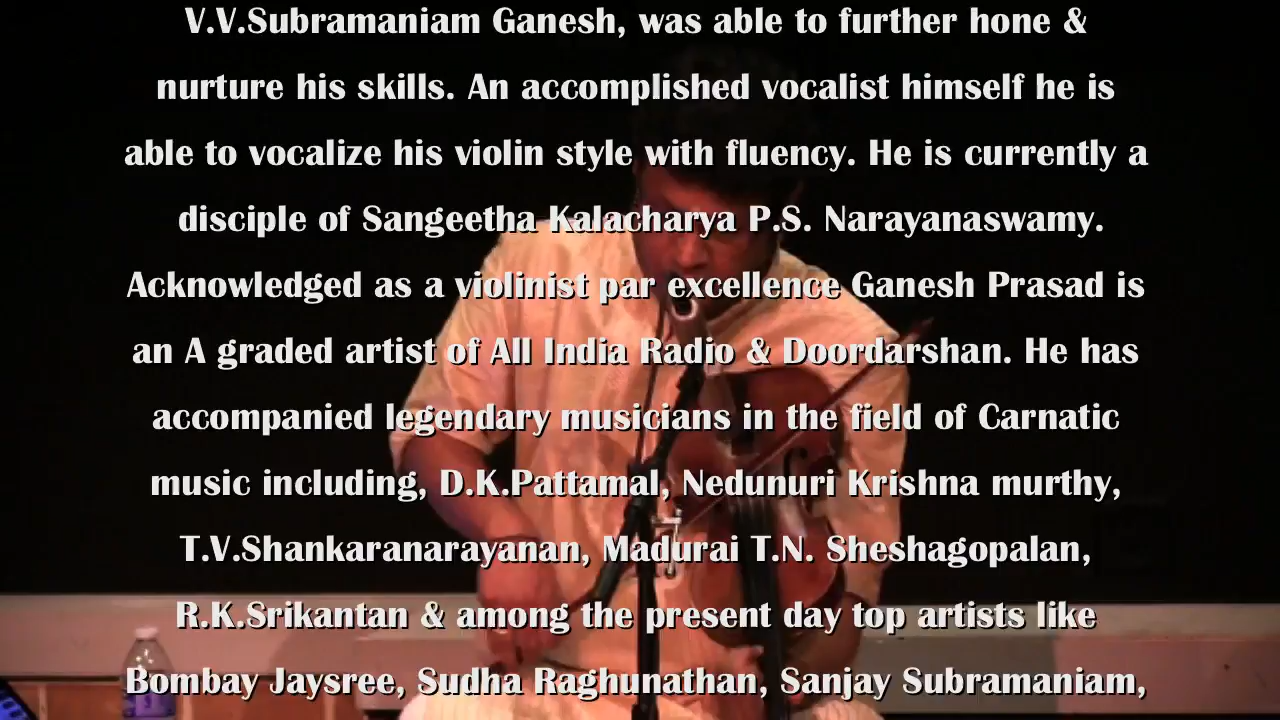 V.V.Subramaniam Ganesh, was able to further hone &
nurture his skills. An accomplished vocalist himself he is
able to vocalize his violin style with fluency. He is currently a
disciple of Sangeetha Kalacharya P.S. Narayanaswamy.
Acknowledged as a violinist par excellence Ganesh Prasad is
an A graded artist of All India Radio & Doordarshan. He has
accompanied legendary musicians in the field of Carnatic
music including, D.K.Pattamal, Nedunuri Krishna murthy,
T.V.Shankaranarayanan, Madurai T.N. Sheshagopalan,
R.K.Srikantan & among the present day top artists like
Bombay Jaysree, Sudha Raghunathan, Sanjay Subramaniam,